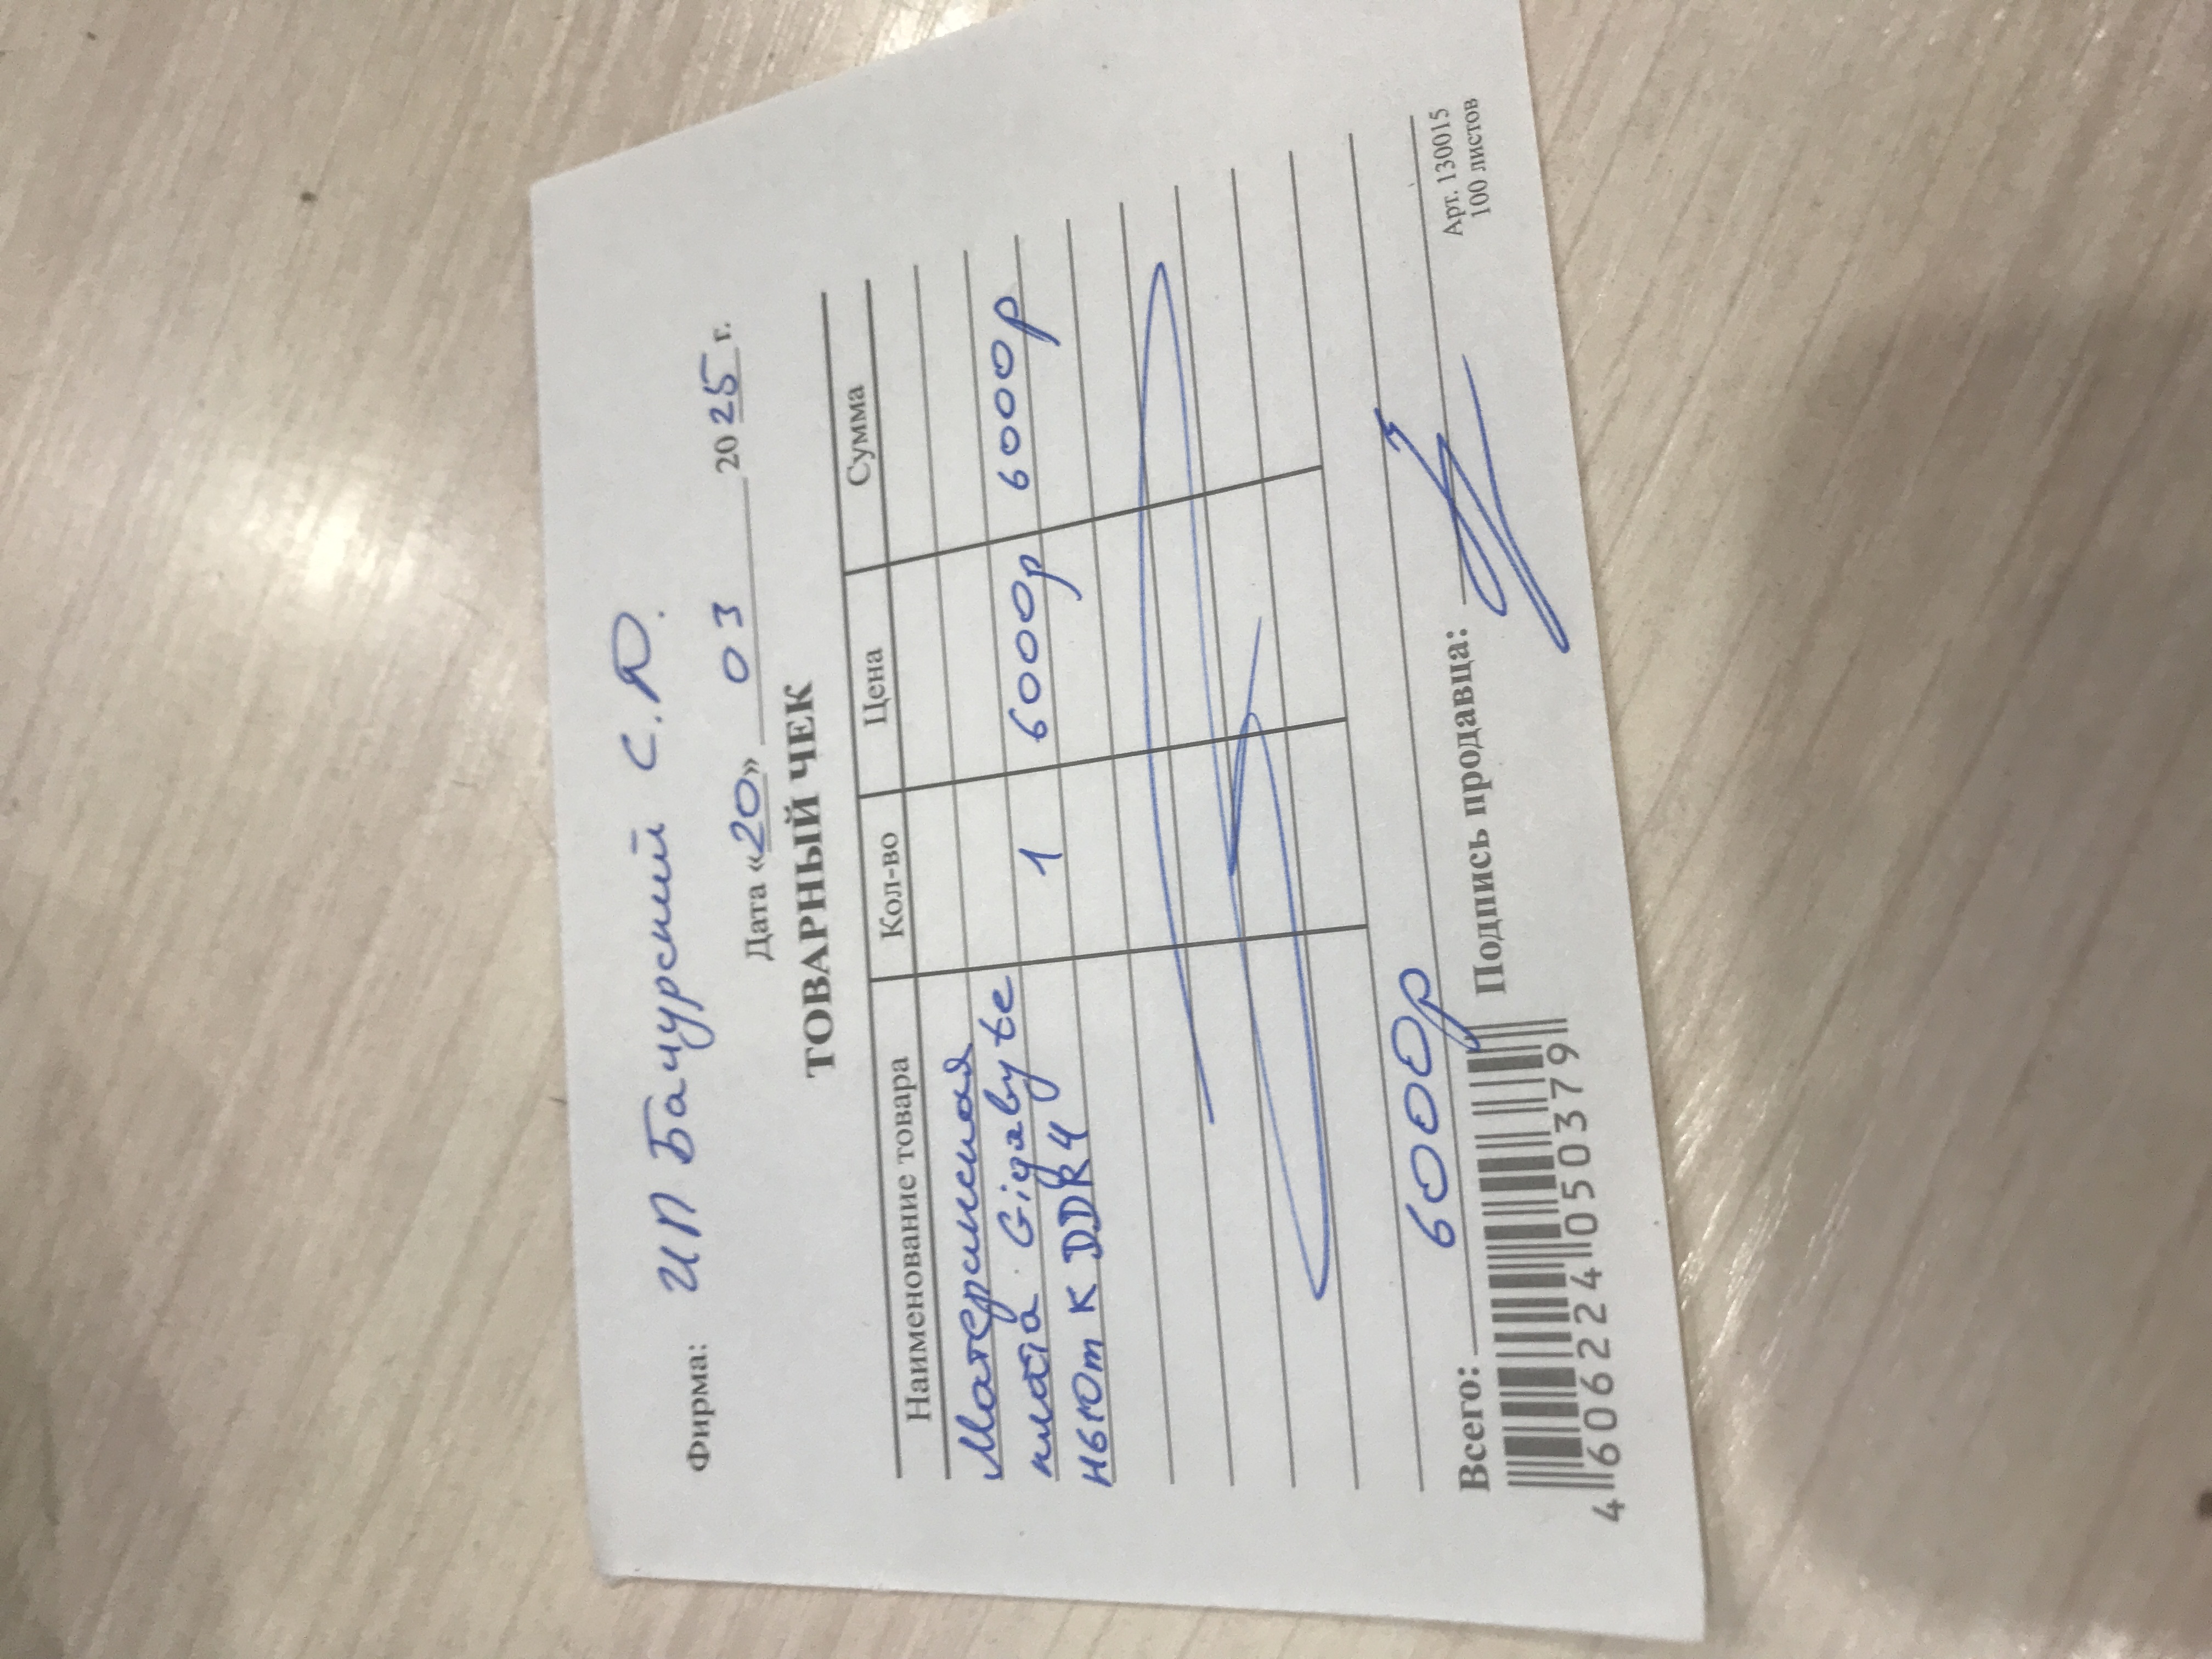 Фирма: ИП Бачурский С.Ю.
Дата «20» 03 2025 г.
ТОВАРНЫЙ ЧЕК
Наименование товара Кол-во Цена Сумма
Материнская
плата Gigabyte 1 6000р 6000р
H610m K DDR4
Всего: 6000р
Подпись продавца:
4 606224 050379
Арт. 130015
100 листов